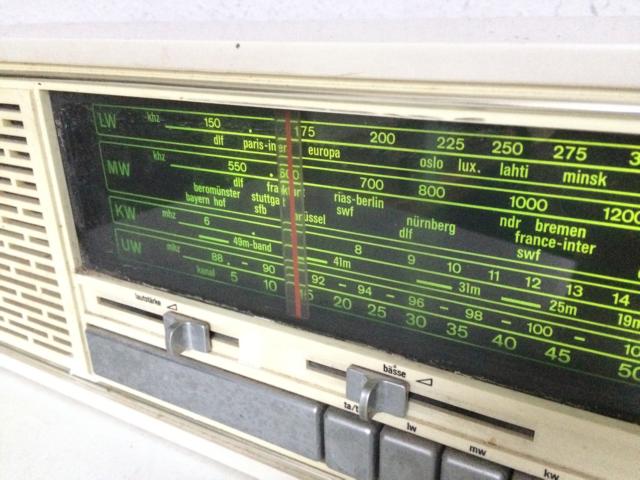 LW khz 150 175 200 225 250 275
dlf paris-inter europa oslo lux. lahti minsk
MW khz 550 600 700 800 1000 1200
dlf frankfurt rias-berlin nürnberg ndr bremen
beromünster stuttgart swf dlf france-inter
bayern hof sfb brüssel swf
KW mhz 6 8 9 10 11 12 13 14
49m-band 41m 31m 25m 19m
UW mhz 88 - 90 92 - 94 - 96 - 98 - 100 -
kanal 5 10 15 20 25 30 35 40 45 50
lautstärke
bässe
lw mw kw